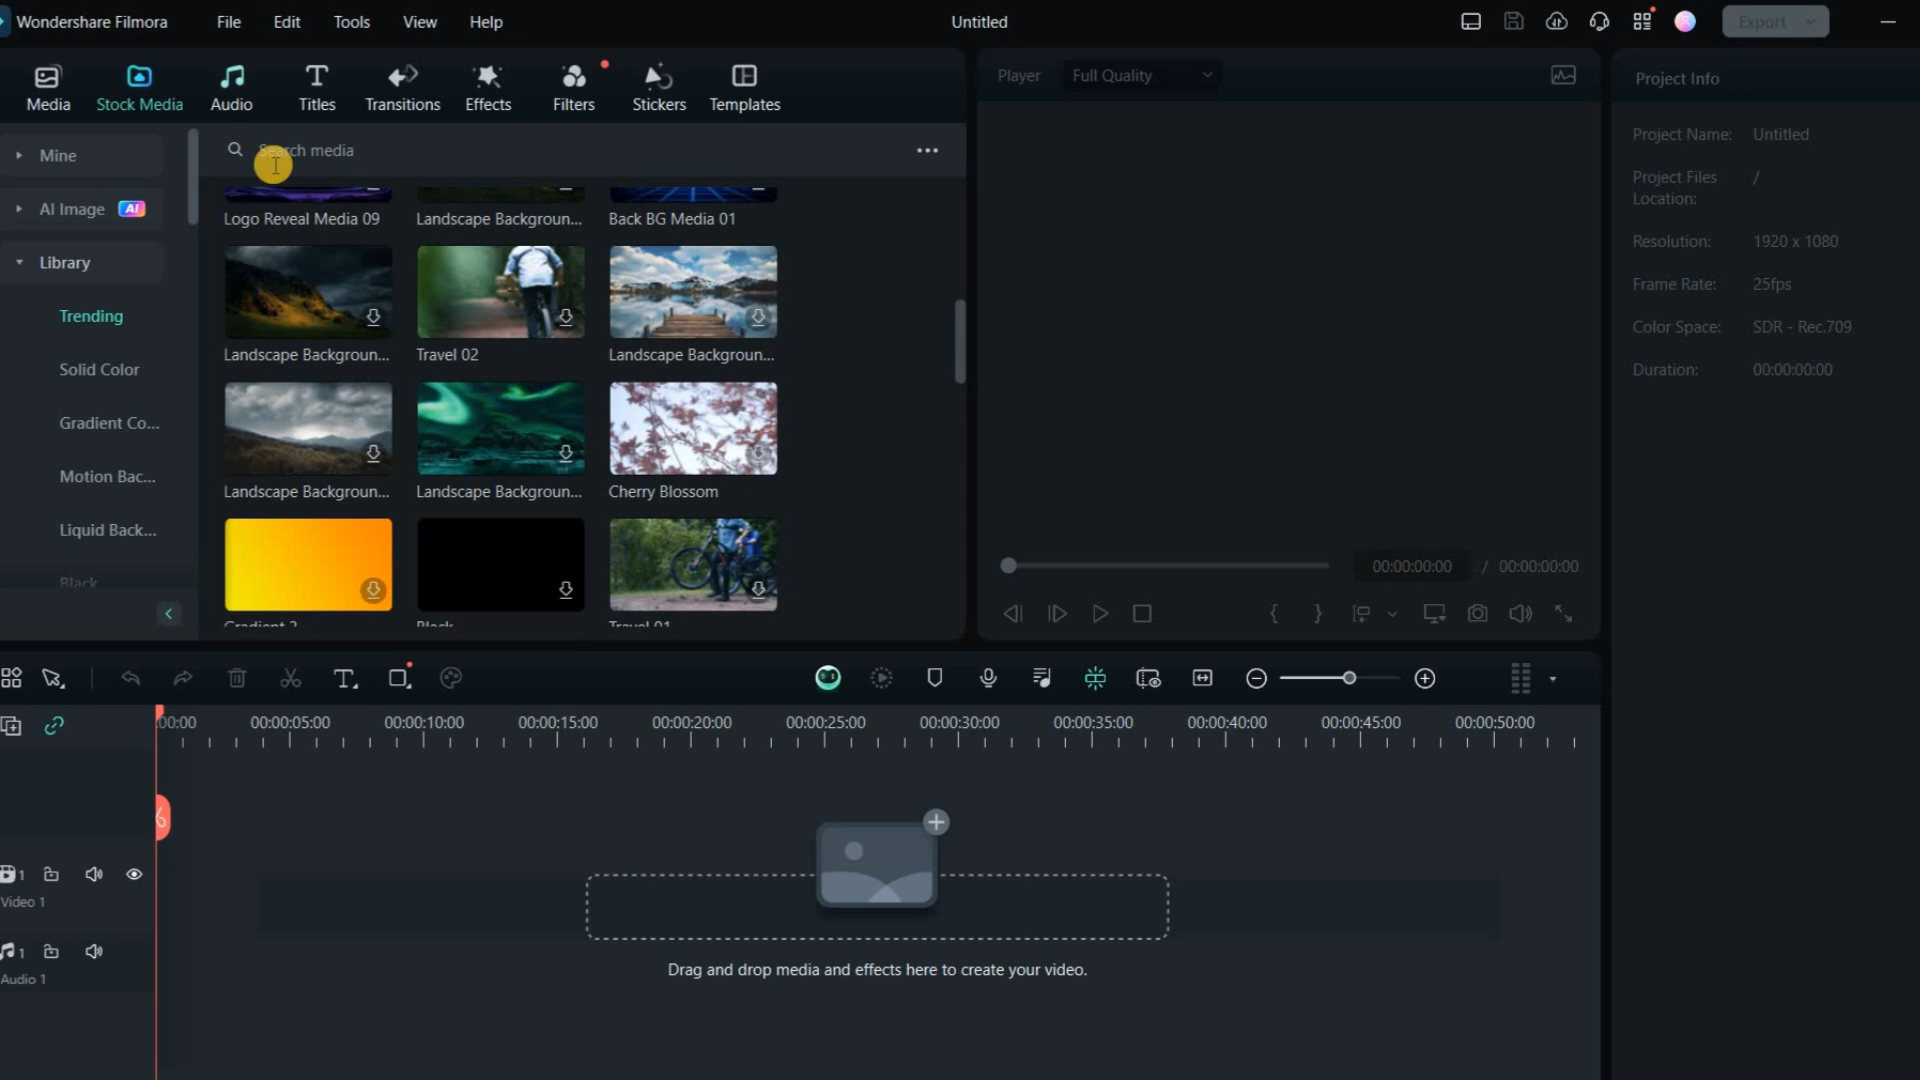 Wondershare Filmora
File
Edit
Tools
View
Help
Untitled
Export
Media
Stock Media
Audio
Titles
Transitions
Effects
Filters
Stickers
Templates
Player
Full Quality
Project Info
Mine
AI Image
AI
Library
Trending
Solid Color
Gradient Co...
Motion Bac...
Liquid Back...
Black
Search media
Logo Reveal Media 09
Landscape Backgroun...
Back BG Media 01
Landscape Backgroun...
Travel 02
Landscape Backgroun...
Landscape Backgroun...
Landscape Backgroun...
Cherry Blossom
Gradient 2
Black
Travel 01
Project Name: Untitled
Project Files Location: /
Resolution: 1920 x 1080
Frame Rate: 25fps
Color Space: SDR - Rec.709
Duration: 00:00:00:00
00:00:00:00 / 00:00:00:00
:00:00
00:00:05:00
00:00:10:00
00:00:15:00
00:00:20:00
00:00:25:00
00:00:30:00
00:00:35:00
00:00:40:00
00:00:45:00
00:00:50:00
1
Video 1
1
Audio 1
Drag and drop media and effects here to create your video.